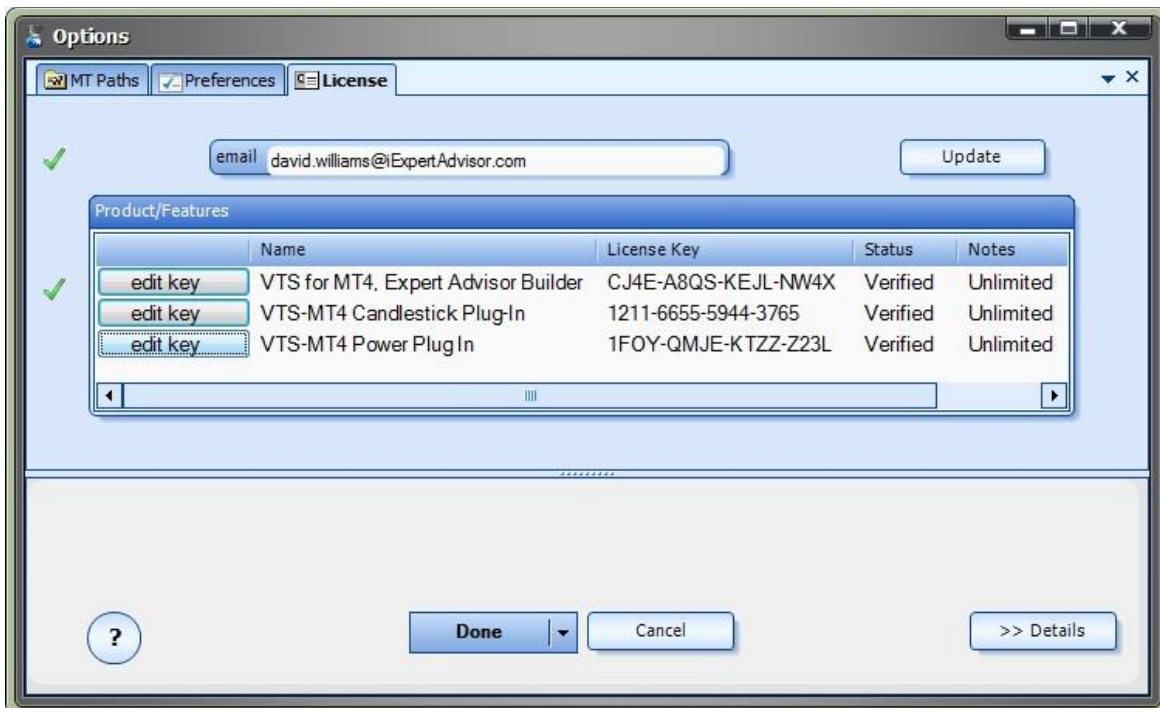 Options
MT Paths Preferences License
email david.williams@iExpertAdvisor.com Update
Product/Features
Name License Key Status Notes
edit key VTS for MT4, Expert Advisor Builder CJ4E-A8QS-KEJL-NW4X Verified Unlimited
edit key VTS-MT4 Candlestick Plug-In 1211-6655-5944-3765 Verified Unlimited
edit key VTS-MT4 Power Plug In 1FOY-QMJE-KTZZ-Z23L Verified Unlimited
? Done Cancel >> Details